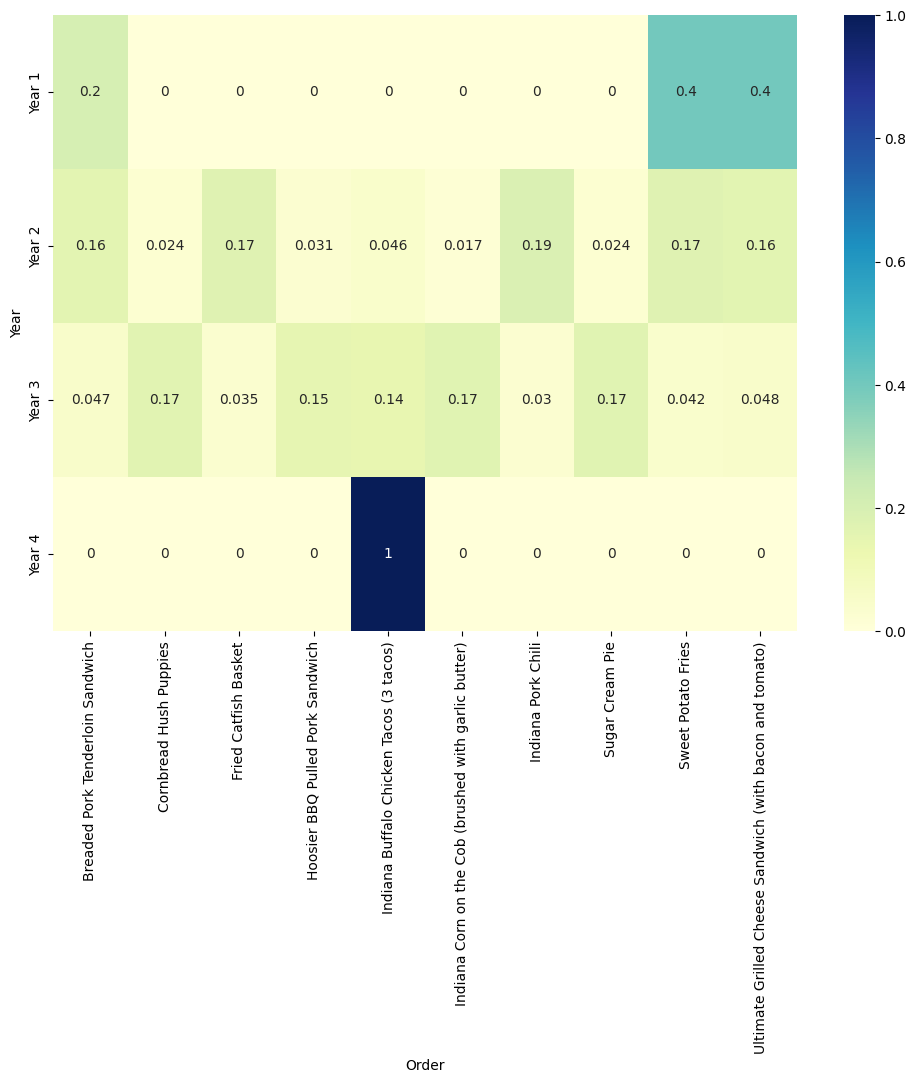 1.0
Year 1
0.2 0 0 0 0 0 0 0 0.4 0.4
0.8
Year 2
0.16 0.024 0.17 0.031 0.046 0.017 0.19 0.024 0.17 0.16
0.6
Year
Year 3
0.047 0.17 0.035 0.15 0.14 0.17 0.03 0.17 0.042 0.048
0.4
Year 4
0 0 0 0 1 0 0 0 0 0
0.2
0.0
Breaded Pork Tenderloin Sandwich
Cornbread Hush Puppies
Fried Catfish Basket
Hoosier BBQ Pulled Pork Sandwich
Indiana Buffalo Chicken Tacos (3 tacos)
Indiana Corn on the Cob (brushed with garlic butter)
Indiana Pork Chili
Sugar Cream Pie
Sweet Potato Fries
Ultimate Grilled Cheese Sandwich (with bacon and tomato)
Order